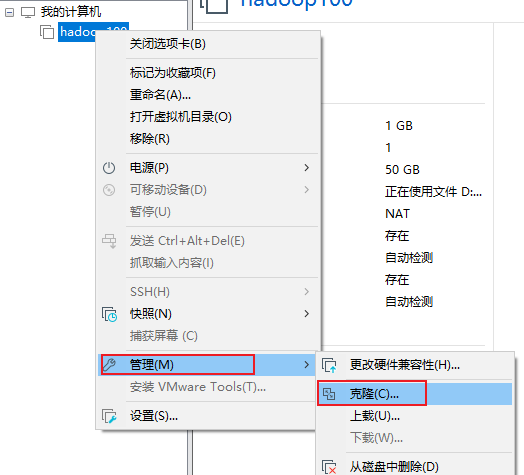 我的计算机
hadoop100
hadoop100
关闭选项卡(B)
标记为收藏项(F)
重命名(A)...
打开虚拟机目录(O)
移除(R)
电源(P)
可移动设备(D)
暂停(U)
发送 Ctrl+Alt+Del(E)
抓取输入内容(I)
SSH(H)
快照(N)
捕获屏幕 (C)
管理(M)
安装 VMware Tools(T)...
设置(S)...
1 GB
1
50 GB
正在使用文件 D:...
NAT
存在
自动检测
存在
自动检测
更改硬件兼容性(H)...
克隆(C)...
上载(U)...
下载(W)...
从磁盘中删除(D)